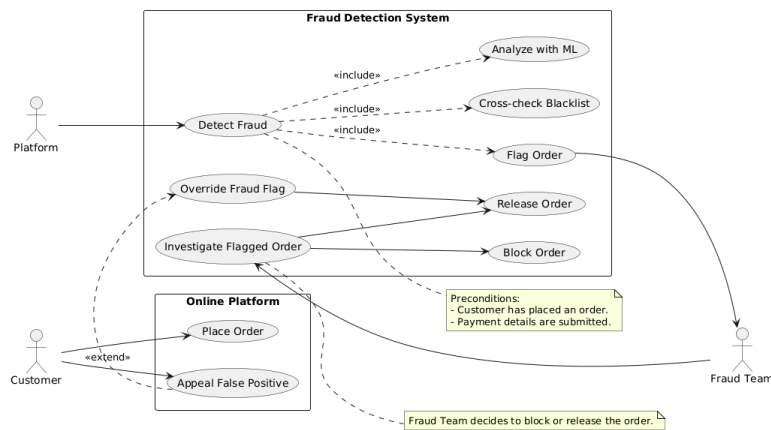 Fraud Detection System
Analyze with ML
«include»
Cross-check Blacklist
«include»
Detect Fraud
«include»
Platform
Flag Order
Override Fraud Flag
Release Order
Investigate Flagged Order
Block Order
Online Platform
Preconditions:
- Customer has placed an order.
- Payment details are submitted.
Place Order
«extend»
Customer
Fraud Team
Appeal False Positive
Fraud Team decides to block or release the order.